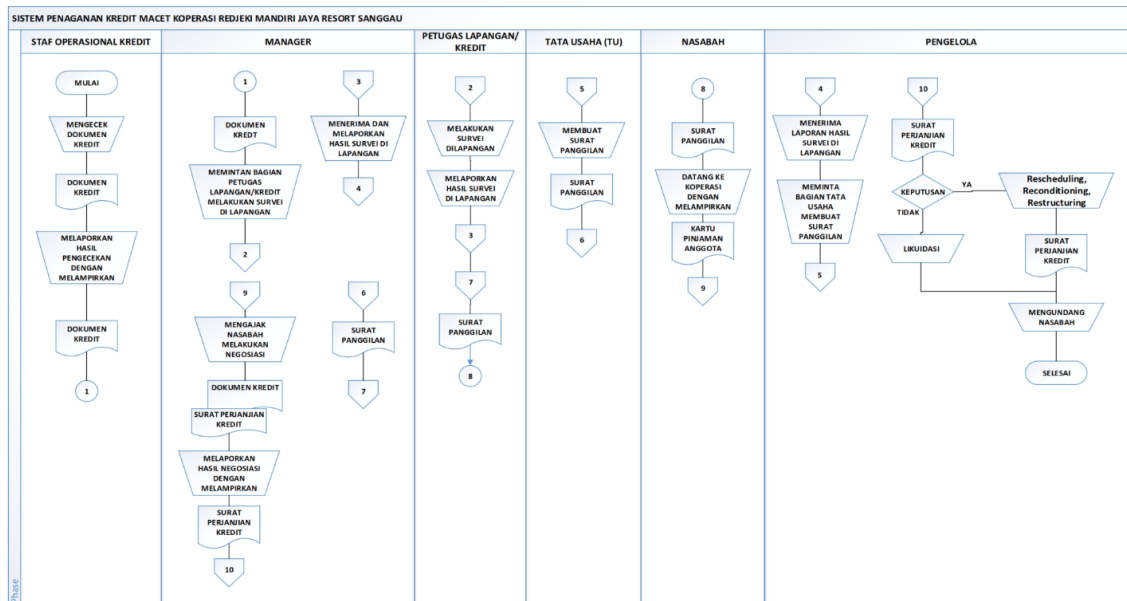 SISTEM PENAGANAN KREDIT MACET KOPERASI REDJEKI MANDIRI JAYA RESORT SANGGAU
STAF OPERASIONAL KREDIT
MULAI
MENGECEK
DOKUMEN
KREDIT
DOKUMEN
KREDIT
MELAPORKAN
HASIL
PENGECEKAN
DENGAN
MELAMPIRKAN
DOKUMEN
KREDIT
1
MANAGER
1
DOKUMEN
KREDT
MEMINTAN BAGIAN
PETUGAS
LAPANGAN/KREDIT
MELAKUKAN SURVEI
DI LAPANGAN
2
9
MENGAJAK
NASABAH
MELAKUKAN
NEGOSIASI
DOKUMEN KREDIT
SURAT PERJANJIAN
KREDIT
MELAPORKAN
HASIL NEGOSIASI
DENGAN
MELAMPIRKAN
SURAT
PERJANJIAN
KREDIT
10
3
MENERIMA DAN
MELAPORKAN
HASIL SURVEI DI
LAPANGAN
4
6
SURAT
PANGGILAN
7
PETUGAS LAPANGAN/
KREDIT
2
MELAKUKAN
SURVEI
DILAPANGAN
MELAPORKAN
HASIL SURVEI
DI LAPANGAN
3
7
SURAT
PANGGILAN
8
TATA USAHA (TU)
5
MEMBUAT
SURAT
PANGGILAN
SURAT
PANGGILAN
6
NASABAH
8
SURAT
PANGGILAN
DATANG KE
KOPERASI
DENGAN
MELAMPIRKAN
KARTU
PINJAMAN
ANGGOTA
9
PENGELOLA
4
MENERIMA
LAPORAN HASIL
SURVEI DI
LAPANGAN
MEMINTA
BAGIAN TATA
USAHA
MEMBUAT
SURAT
PANGGILAN
5
10
SURAT
PERJANJIAN
KREDIT
KEPUTUSAN
YA
TIDAK
Rescheduling,
Reconditioning,
Restructuring
LIKUIDASI
SURAT
PERJANJIAN
KREDIT
MENGUNDANG
NASABAH
SELESAI
Phase